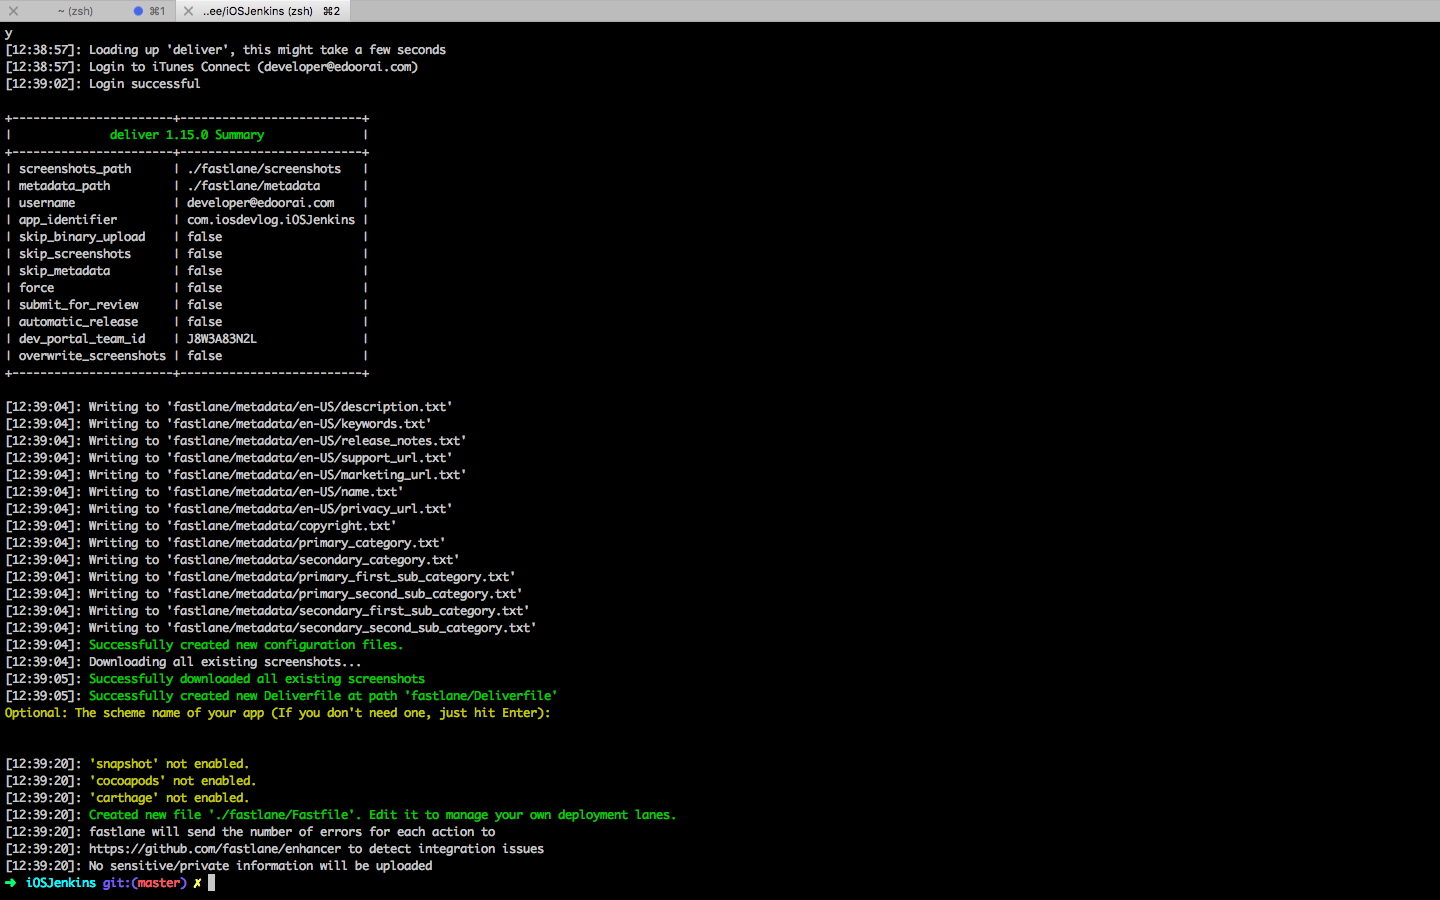 ~ (zsh) ⌘1 ..ee/iOSJenkins (zsh) ⌘2
y
[12:38:57]: Loading up 'deliver', this might take a few seconds
[12:38:57]: Login to iTunes Connect (developer@edoorai.com)
[12:39:02]: Login successful
+-----------------------+--------------------------+
| deliver 1.15.0 Summary |
+-----------------------+--------------------------+
| screenshots_path | ./fastlane/screenshots |
| metadata_path | ./fastlane/metadata |
| username | developer@edoorai.com |
| app_identifier | com.iosdevlog.iOSJenkins |
| skip_binary_upload | false |
| skip_screenshots | false |
| skip_metadata | false |
| force | false |
| submit_for_review | false |
| automatic_release | false |
| dev_portal_team_id | J8W3A83N2L |
| overwrite_screenshots | false |
+-----------------------+--------------------------+
[12:39:04]: Writing to 'fastlane/metadata/en-US/description.txt'
[12:39:04]: Writing to 'fastlane/metadata/en-US/keywords.txt'
[12:39:04]: Writing to 'fastlane/metadata/en-US/release_notes.txt'
[12:39:04]: Writing to 'fastlane/metadata/en-US/support_url.txt'
[12:39:04]: Writing to 'fastlane/metadata/en-US/marketing_url.txt'
[12:39:04]: Writing to 'fastlane/metadata/en-US/name.txt'
[12:39:04]: Writing to 'fastlane/metadata/en-US/privacy_url.txt'
[12:39:04]: Writing to 'fastlane/metadata/copyright.txt'
[12:39:04]: Writing to 'fastlane/metadata/primary_category.txt'
[12:39:04]: Writing to 'fastlane/metadata/secondary_category.txt'
[12:39:04]: Writing to 'fastlane/metadata/primary_first_sub_category.txt'
[12:39:04]: Writing to 'fastlane/metadata/primary_second_sub_category.txt'
[12:39:04]: Writing to 'fastlane/metadata/secondary_first_sub_category.txt'
[12:39:04]: Writing to 'fastlane/metadata/secondary_second_sub_category.txt'
[12:39:04]: Successfully created new configuration files.
[12:39:04]: Downloading all existing screenshots...
[12:39:05]: Successfully downloaded all existing screenshots
[12:39:05]: Successfully created new Deliverfile at path 'fastlane/Deliverfile'
Optional: The scheme name of your app (If you don't need one, just hit Enter):
[12:39:20]: 'snapshot' not enabled.
[12:39:20]: 'cocoapods' not enabled.
[12:39:20]: 'carthage' not enabled.
[12:39:20]: Created new file './fastlane/Fastfile'. Edit it to manage your own deployment lanes.
[12:39:20]: fastlane will send the number of errors for each action to
[12:39:20]: https://github.com/fastlane/enhancer to detect integration issues
[12:39:20]: No sensitive/private information will be uploaded
➜ iOSJenkins git:(master) ✗